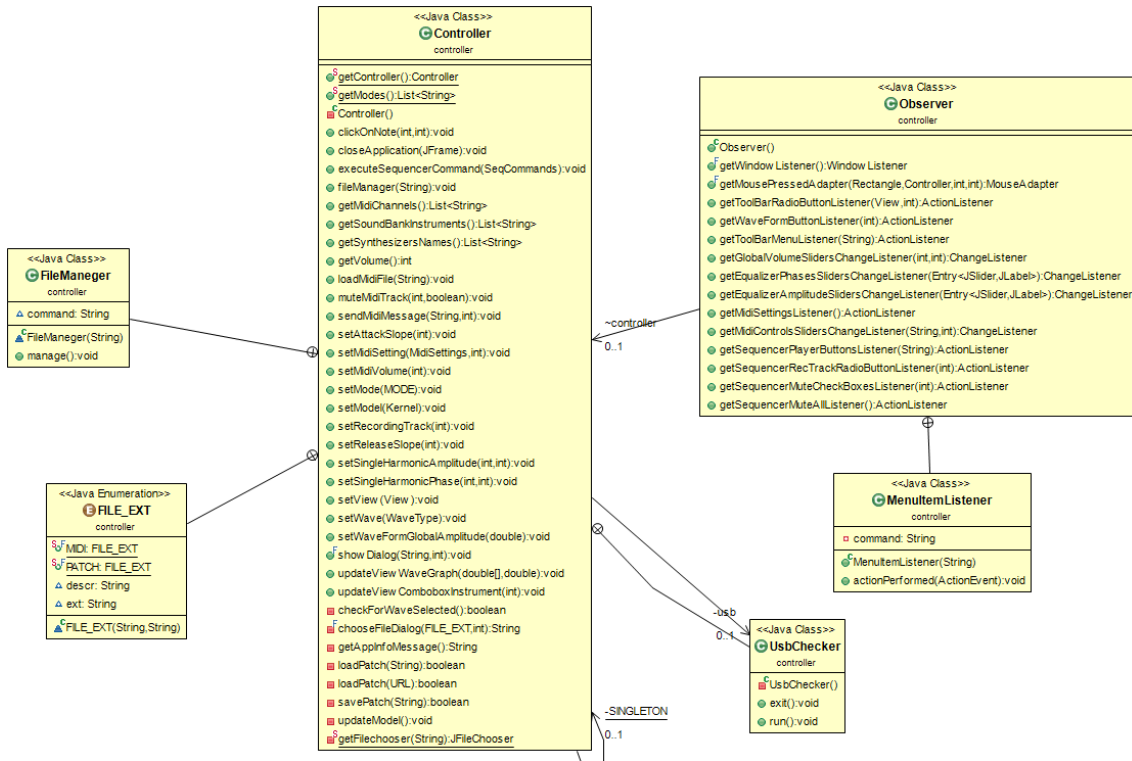 <<Java Class>>
Controller
controller
getController():Controller
getModes():List<String>
Controller()
clickOnNote(int,int):void
closeApplication(JFrame):void
executeSequencerCommand(SeqCommands):void
fileManager(String):void
getMidiChannels():List<String>
getSoundBankInstruments():List<String>
getSynthesizersNames():List<String>
getVolume():int
loadMidiFile(String):void
muteMidiTrack(int,boolean):void
sendMidiMessage(String,int):void
setAttackSlope(int):void
setMidiSetting(MidiSettings,int):void
setMidiVolume(int):void
setMode(MODE):void
setModel(Kernel):void
setRecordingTrack(int):void
setReleaseSlope(int):void
setSingleHarmonicAmplitude(int,int):void
setSingleHarmonicPhase(int,int):void
setView (View ):void
setWave(WaveType):void
setWaveFormGlobalAmplitude(double):void
show Dialog(String,int):void
updateView WaveGraph(double[],double):void
updateView ComboboxInstrument(int):void
checkForWaveSelected():boolean
chooseFileDialog(FILE_EXT,int):String
getAppInfoMessage():String
loadPatch(String):boolean
loadPatch(URL):boolean
savePatch(String):boolean
updateModel():void
getFilechooser(String):JFileChooser
<<Java Class>>
Observer
controller
Observer()
getWindow Listener():Window Listener
getMousePressedAdapter(Rectangle,Controller,int,int):MouseAdapter
getToolBarRadioButtonListener(View,int):ActionListener
getWaveFormButtonListener(int):ActionListener
getToolBarMenuListener(String):ActionListener
getGlobalVolumeSlidersChangeListener(int,int):ChangeListener
getEqualizerPhasesSlidersChangeListener(Entry<JSlider,JLabel>):ChangeListener
getEqualizerAmplitudeSlidersChangeListener(Entry<JSlider,JLabel>):ChangeListener
getMidiSettingsListener():ActionListener
getMidiControlsSlidersChangeListener(String,int):ChangeListener
getSequencerPlayerButtonsListener(String):ActionListener
getSequencerRecTrackRadioButtonListener(int):ActionListener
getSequencerMuteCheckBoxesListener(int):ActionListener
getSequencerMuteAllListener():ActionListener
<<Java Class>>
FileManeger
controller
command: String
FileManeger(String)
manage():void
~controller
0..1
<<Java Enumeration>>
FILE_EXT
controller
MIDI: FILE_EXT
PATCH: FILE_EXT
descr: String
ext: String
FILE_EXT(String,String)
<<Java Class>>
MenuItemListener
controller
command: String
MenuItemListener(String)
actionPerformed(ActionEvent):void
-usb
0..1
<<Java Class>>
UsbChecker
controller
UsbChecker()
exit():void
run():void
-SINGLETON
0..1